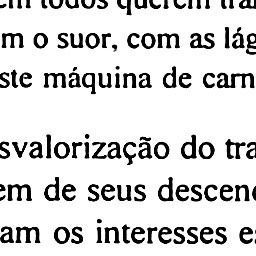 em todos querem tra
m o suor, com as lág
ste máquina de carn
svalorização do tra
em de seus descend
am os interesses e